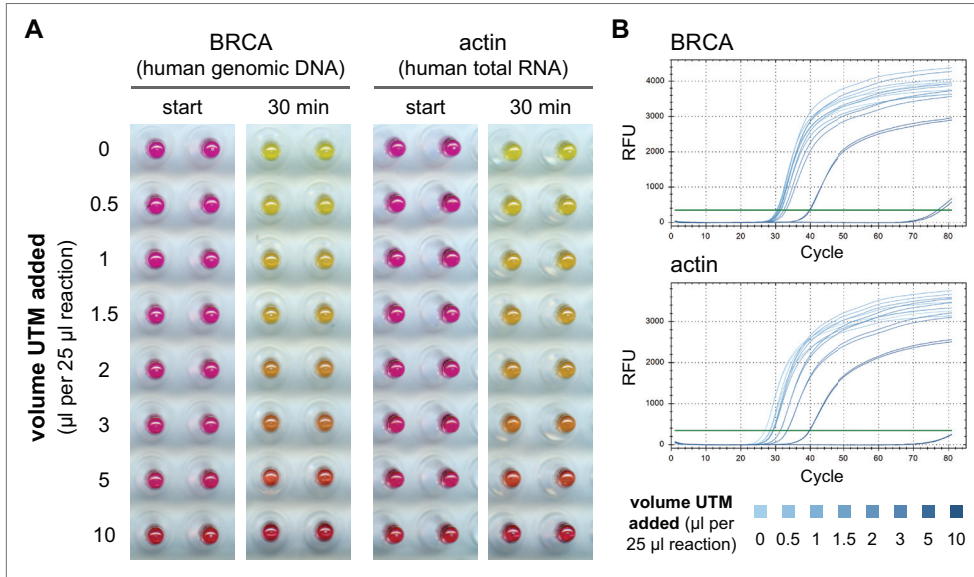 A
BRCA
(human genomic DNA)
actin
(human total RNA)
start
30 min
start
30 min
volume UTM added
(µl per 25 µl reaction)
0
0.5
1
1.5
2
3
5
10
B
BRCA
RFU
4000
3000
2000
1000
0
0 10 20 30 40 50 60 70 80
Cycle
actin
RFU
3000
2000
1000
0
0 10 20 30 40 50 60 70 80
Cycle
volume UTM
added (µl per
25 µl reaction)
0 0.5 1 1.5 2 3 5 10